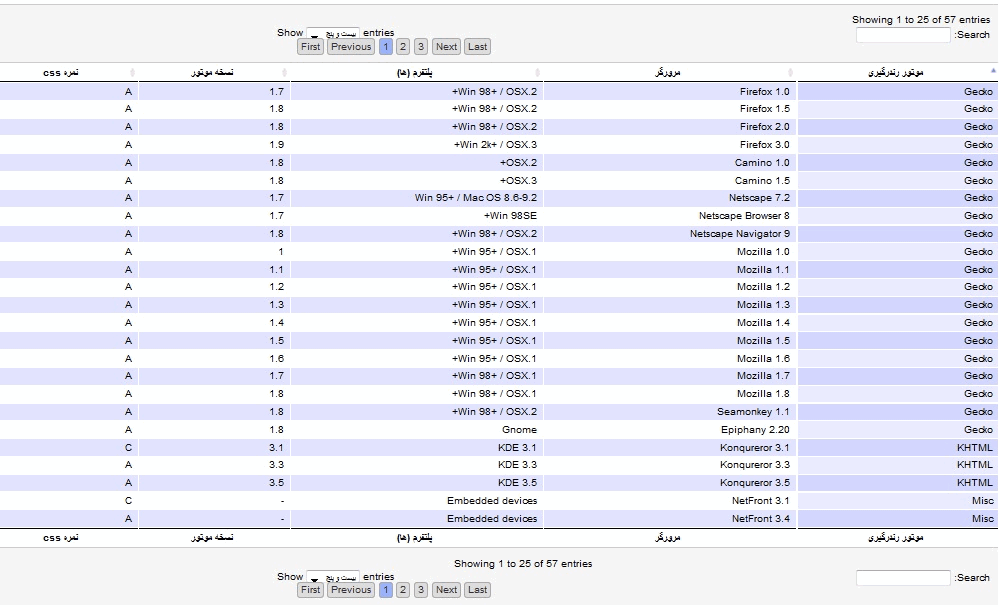 Showing 1 to 25 of 57 entries
Show بیست و پنج entries
Search:
First Previous 1 2 3 Next Last
موتور رندرگیری مرورگر پلتفرم (ها) نسخه موتور نمره css
Gecko Firefox 1.0 Win 98+ / OSX.2+ 1.7 A
Gecko Firefox 1.5 Win 98+ / OSX.2+ 1.8 A
Gecko Firefox 2.0 Win 98+ / OSX.2+ 1.8 A
Gecko Firefox 3.0 Win 2k+ / OSX.3+ 1.9 A
Gecko Camino 1.0 OSX.2+ 1.8 A
Gecko Camino 1.5 OSX.3+ 1.8 A
Gecko Netscape 7.2 Win 95+ / Mac OS 8.6-9.2 1.7 A
Gecko Netscape Browser 8 Win 98SE+ 1.7 A
Gecko Netscape Navigator 9 Win 98+ / OSX.2+ 1.8 A
Gecko Mozilla 1.0 Win 95+ / OSX.1+ 1 A
Gecko Mozilla 1.1 Win 95+ / OSX.1+ 1.1 A
Gecko Mozilla 1.2 Win 95+ / OSX.1+ 1.2 A
Gecko Mozilla 1.3 Win 95+ / OSX.1+ 1.3 A
Gecko Mozilla 1.4 Win 95+ / OSX.1+ 1.4 A
Gecko Mozilla 1.5 Win 95+ / OSX.1+ 1.5 A
Gecko Mozilla 1.6 Win 95+ / OSX.1+ 1.6 A
Gecko Mozilla 1.7 Win 98+ / OSX.1+ 1.7 A
Gecko Mozilla 1.8 Win 98+ / OSX.1+ 1.8 A
Gecko Seamonkey 1.1 Win 98+ / OSX.2+ 1.8 A
Gecko Epiphany 2.20 Gnome 1.8 A
KHTML Konqureror 3.1 KDE 3.1 3.1 C
KHTML Konqureror 3.3 KDE 3.3 3.3 A
KHTML Konqureror 3.5 KDE 3.5 3.5 A
Misc NetFront 3.1 Embedded devices - C
Misc NetFront 3.4 Embedded devices - A
موتور رندرگیری مرورگر پلتفرم (ها) نسخه موتور نمره css
Showing 1 to 25 of 57 entries
Show بیست و پنج entries
Search:
First Previous 1 2 3 Next Last